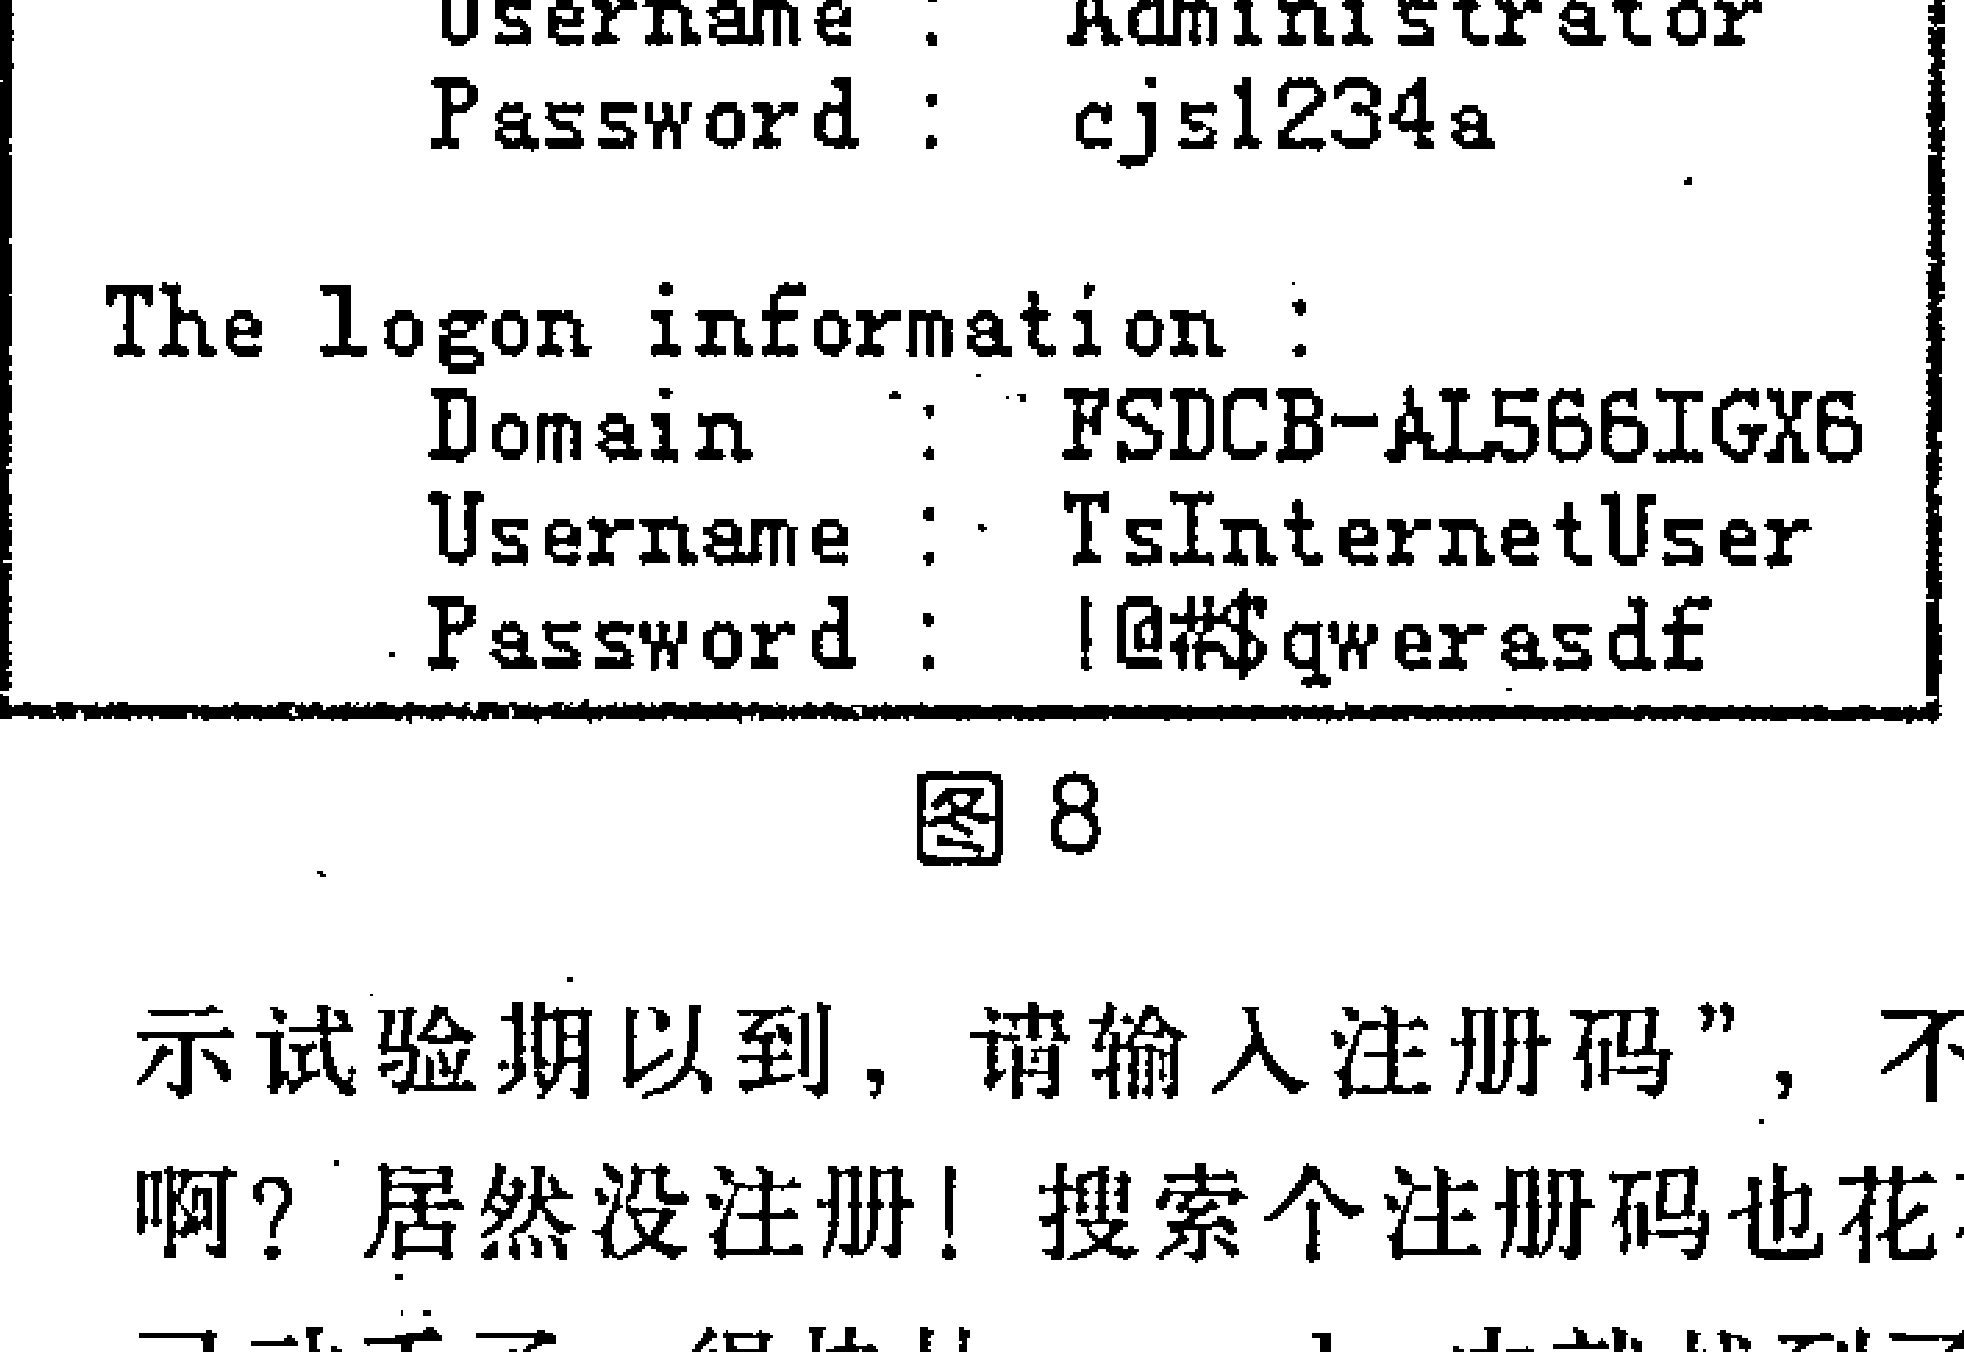 Username : Administrator
Password : cjs1234a
The logon information :
Domain : FSDCB-AL566IGX6
Username : TsInternetUser
Password : !@#$qwerasdf
图 8
示试验期以到，请输入注册码”，不
啊？居然没注册！搜索个注册码也花